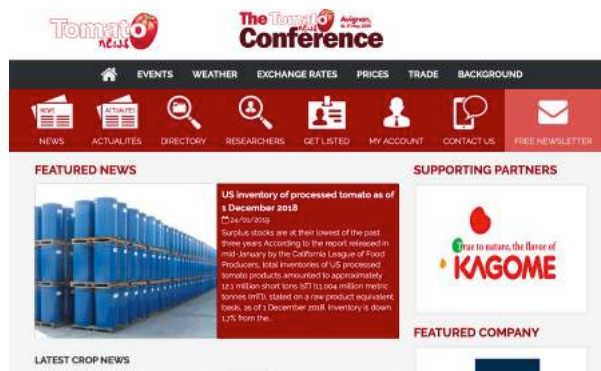 Tomato
news
The Tomato
news
Conference
Avignon,
EVENTS WEATHER EXCHANGE RATES PRICES TRADE BACKGROUND
NEWS ACTUALITÉS
NEWS ACTUALITÉS DIRECTORY RESEARCHERS GET LISTED MY ACCOUNT CONTACT US FREE NEWSLETTER
FEATURED NEWS
US inventory of processed tomato as of
1 December 2018
24/01/2019
Surplus stocks are at their lowest of the past
three years According to the report released in
mid-January by the California League of Food
Producers, total inventories of US processed
tomato products amounted to approximately
12.1 million short tons (sT) (11.004 million metric
tonnes (mT)), stated on a raw product equivalent
basis, as of 1 December 2018. Inventory is down
1.7% from the...
SUPPORTING PARTNERS
True to nature, the flavor of
KAGOME
FEATURED COMPANY
LATEST CROP NEWS